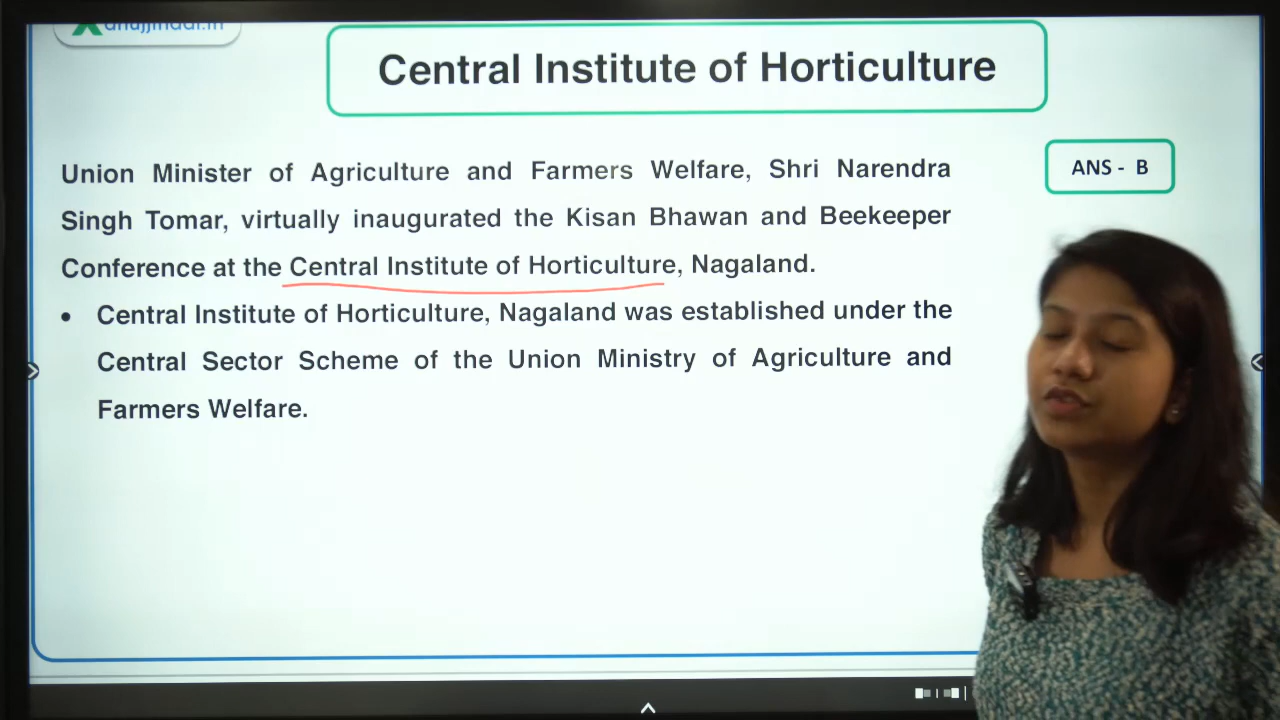 anujjindal.in
Central Institute of Horticulture
Union Minister of Agriculture and Farmers Welfare, Shri Narendra
ANS - B
Singh Tomar, virtually inaugurated the Kisan Bhawan and Beekeeper
Conference at the Central Institute of Horticulture, Nagaland.
• Central Institute of Horticulture, Nagaland was established under the
Central Sector Scheme of the Union Ministry of Agriculture and
Farmers Welfare.